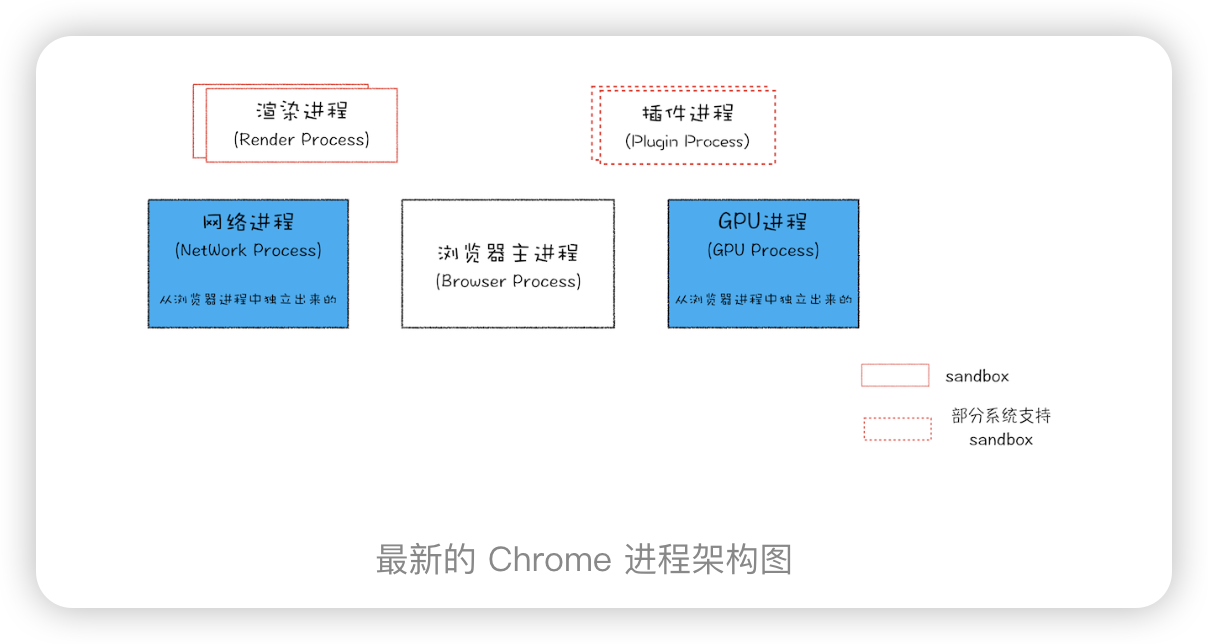 渲染进程
(Render Process)
插件进程
(Plugin Process)
网络进程
(NetWork Process)
从浏览器进程中独立出来的
浏览器主进程
(Browser Process)
GPU进程
(GPU Process)
从浏览器进程中独立出来的
sandbox
部分系统支持
sandbox
最新的 Chrome 进程架构图